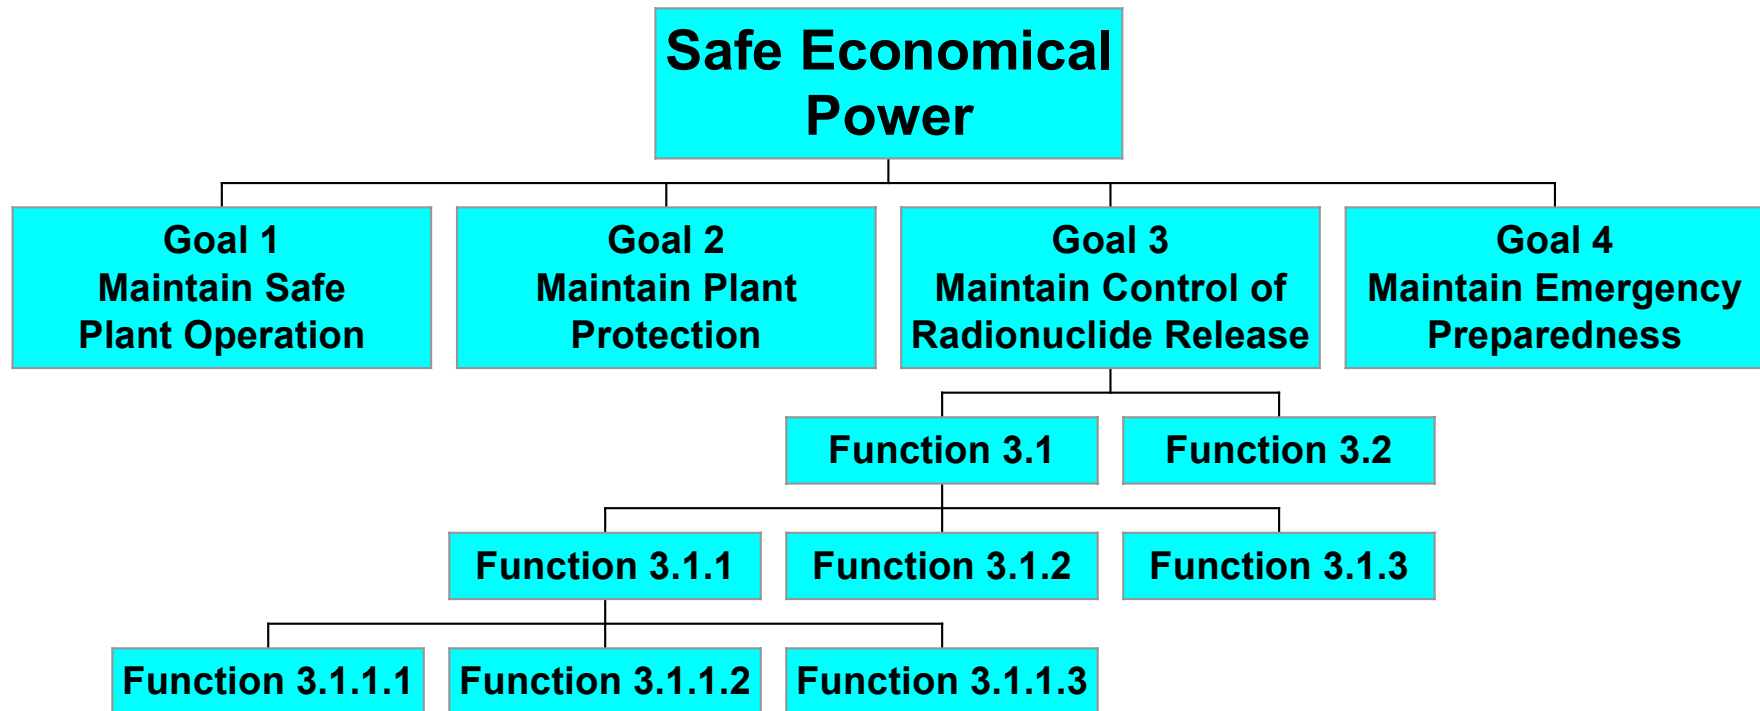 Safe Economical
Power
Goal 1
Maintain Safe
Plant Operation
Goal 2
Maintain Plant
Protection
Goal 3
Maintain Control of
Radionuclide Release
Goal 4
Maintain Emergency
Preparedness
Function 3.1
Function 3.2
Function 3.1.1
Function 3.1.2
Function 3.1.3
Function 3.1.1.1
Function 3.1.1.2
Function 3.1.1.3